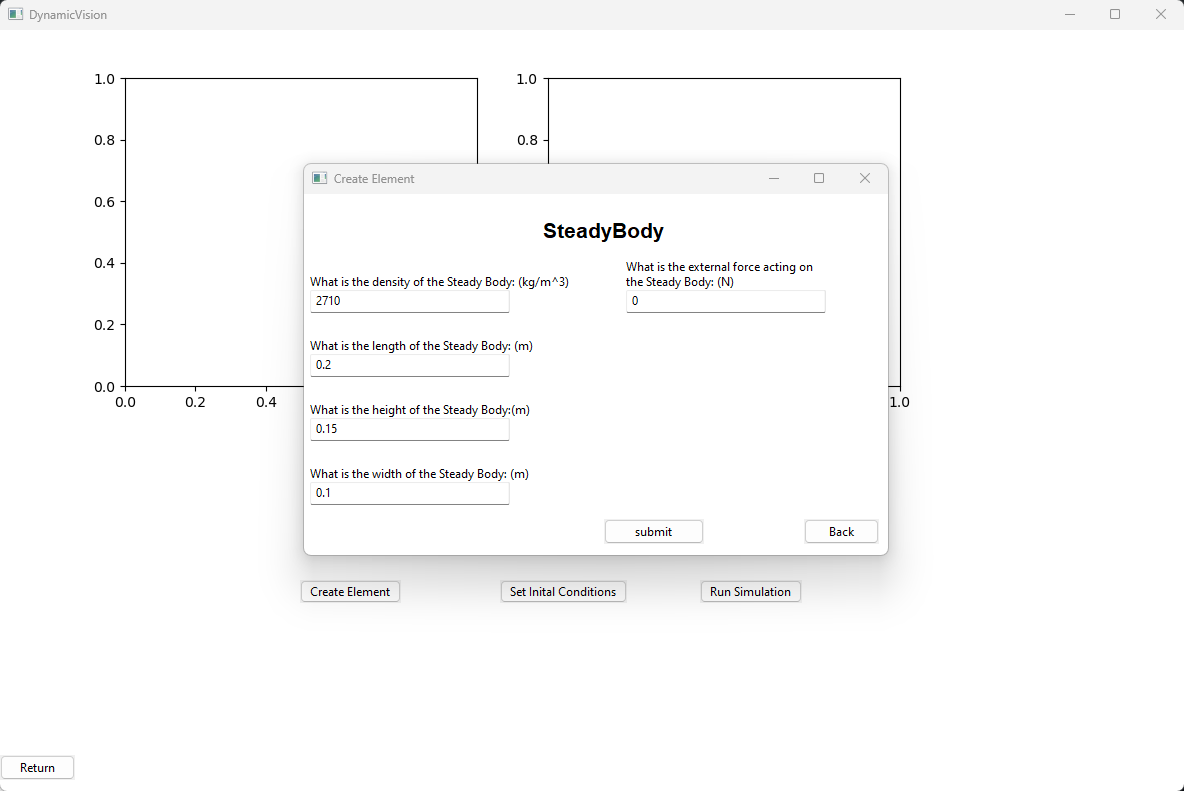 DynamicVision
1.0
0.8
0.6
0.4
0.2
0.0
0.0 0.2 0.4
1.0
0.8
1.0
Create Element
SteadyBody
What is the density of the Steady Body: (kg/m^3)
2710
What is the length of the Steady Body: (m)
0.2
What is the height of the Steady Body:(m)
0.15
What is the width of the Steady Body: (m)
0.1
What is the external force acting on
the Steady Body: (N)
0
submit
Back
Create Element
Set Inital Conditions
Run Simulation
Return